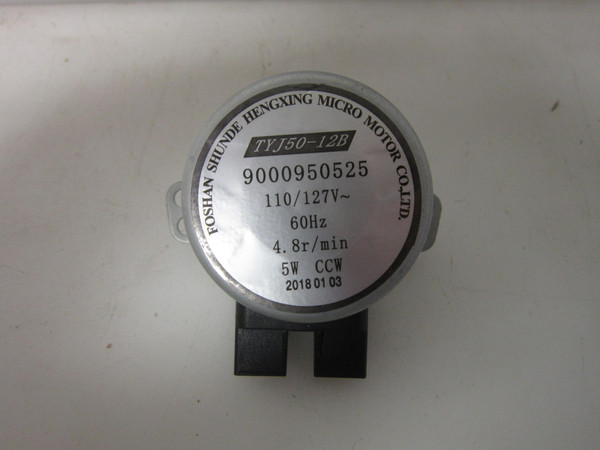 FOSHAN SHUNDE HENGXING MICRO MOTOR CO,.LTD.
TYJ50-12B
9000950525
110/127V~
60Hz
4.8r/min
5W CCW
2018 01 03